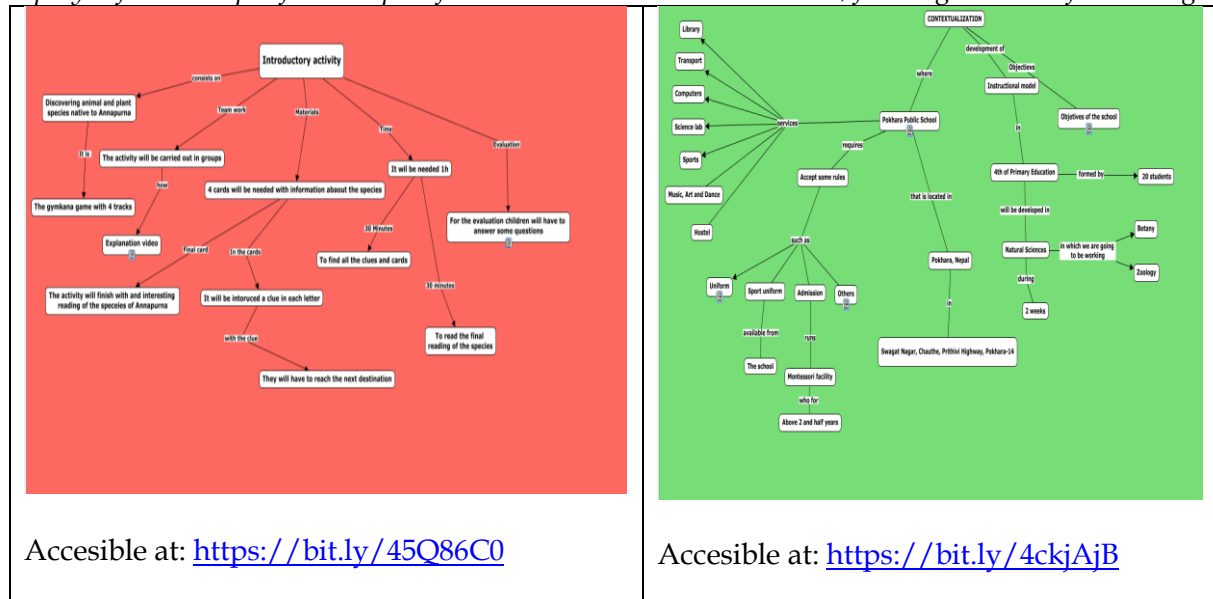 Introductory activity
consists on
Discovering animal and plant
species native to Annapurna
It is
The gymkana game with 4 tracks
Team work
The activity will be carried out in groups
how
Explanation video
Materials
4 cards will be needed with information abaout the species
Final card
The activity will finish with and interesting
reading of the speceies of Annapurna
In the cards
It will be intoruced a clue in each letter
with the clue
They will have to reach the next destination
Time
It wil be needed 1h
30 Minutes
To find all the clues and cards
30 minutes
To read the final
reading of the species
Evaluation
For the evaluation children will have to
answer some questions
Accesible at: https://bit.ly/45Q86C0
CONTEXTUALIZATION
where
Pokhara Public School
services
Library
Transport
Computers
Science lab
Sports
Music, Art and Dance
Hostel
requires
Accept some rules
such as
Uniform
Sport uniform
available from
The school
Admission
runs
Montessori facility
who for
Above 2 and half years
Others
that is located in
Pokhara, Nepal
in
Swagat Nagar, Chauthe, Prithivi Highway, Pokhara-14
development of
Instructional model
in
4th of Primary Education
formed by
20 students
will be developed in
Natural Sciences
in which we are going
to be working
Botany
Zoology
during
2 weeks
Objectievs
Objetives of the school
Accesible at: https://bit.ly/4ckjAjB